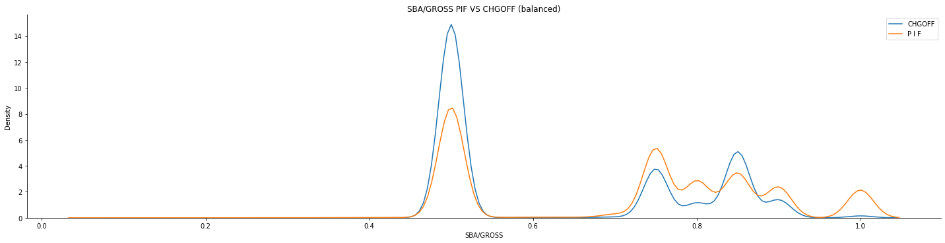 SBA/GROSS PIF VS CHGOFF (balanced)
CHGOFF
P I F
14
12
10
8
6
4
2
0
Density
0.0 0.2 0.4 0.6 0.8 1.0
SBA/GROSS